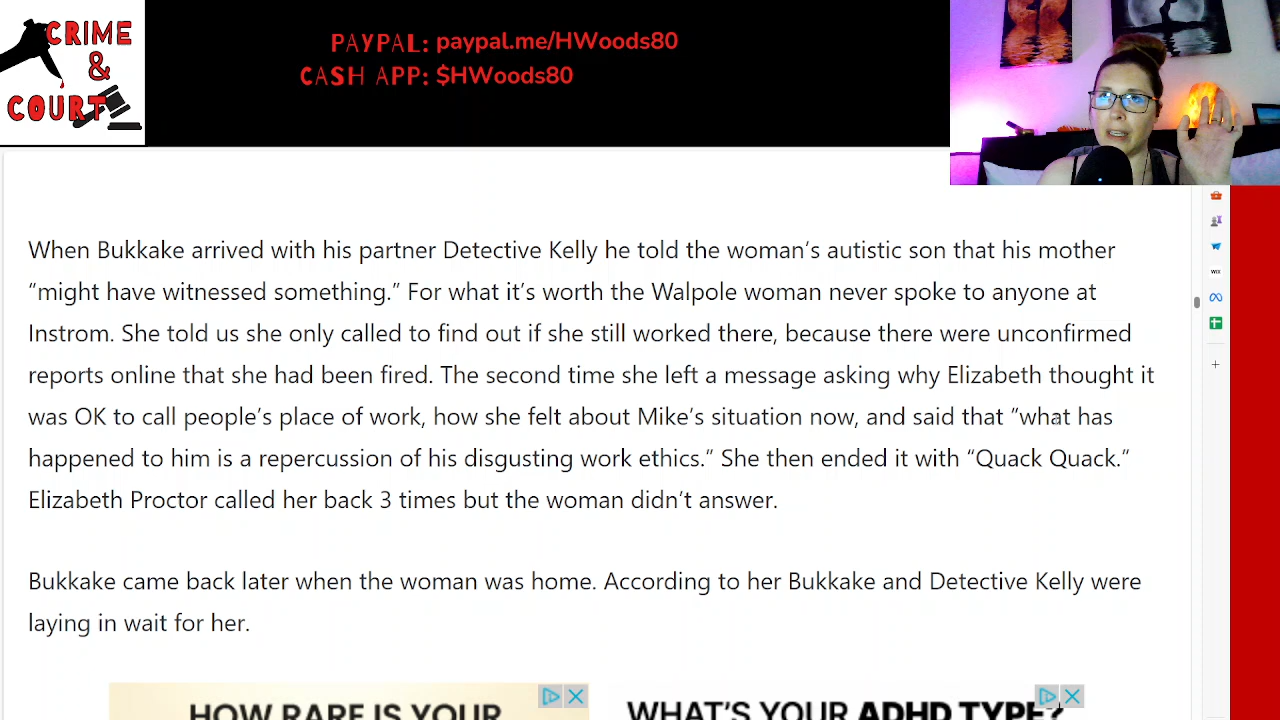 CRIME
&
COURT
PAYPAL: paypal.me/HWoods80
CASH APP: $HWoods80
When Bukkake arrived with his partner Detective Kelly he told the woman’s autistic son that his mother
“might have witnessed something.” For what it’s worth the Walpole woman never spoke to anyone at
Instrom. She told us she only called to find out if she still worked there, because there were unconfirmed
reports online that she had been fired. The second time she left a message asking why Elizabeth thought it
was OK to call people’s place of work, how she felt about Mike’s situation now, and said that “what has
happened to him is a repercussion of his disgusting work ethics.” She then ended it with “Quack Quack.”
Elizabeth Proctor called her back 3 times but the woman didn’t answer.
Bukkake came back later when the woman was home. According to her Bukkake and Detective Kelly were
laying in wait for her.
HOW RARE IS YOUR
WHAT'S YOUR ADHD TYPE?
WIX